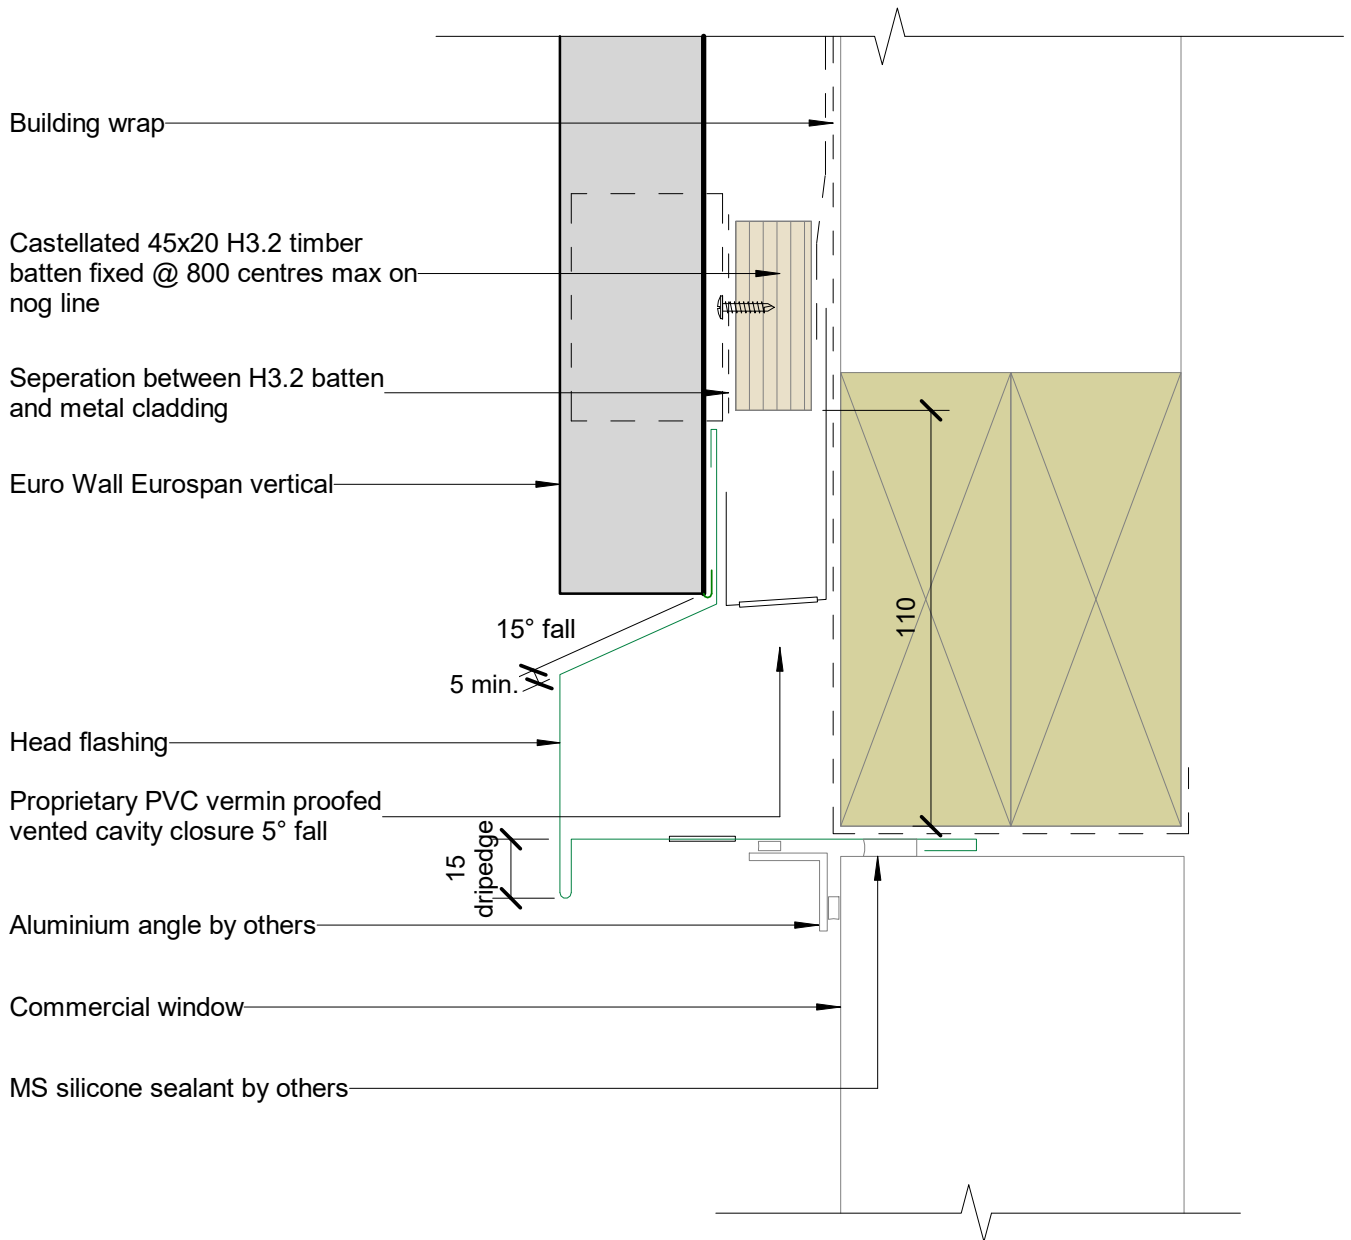 Building wrap
Castellated 45x20 H3.2 timber
batten fixed @ 800 centres max on
nog line
Seperation between H3.2 batten
and metal cladding
Euro Wall Eurospan vertical
110
15° fall
5 min.
Head flashing
Proprietary PVC vermin proofed
vented cavity closure 5° fall
15
dripedge
Aluminium angle by others
Commercial window
MS silicone sealant by others